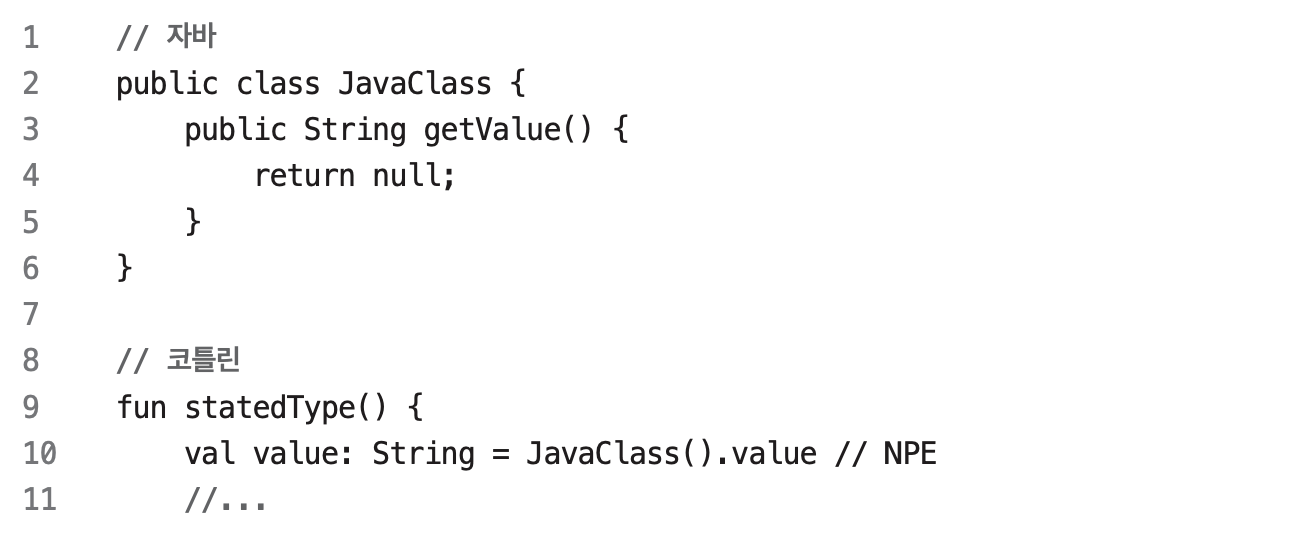 1 // 자바
2 public class JavaClass {
3     public String getValue() {
4         return null;
5     }
6 }
7
8 // 코틀린
9 fun statedType() {
10     val value: String = JavaClass().value // NPE
11     //...